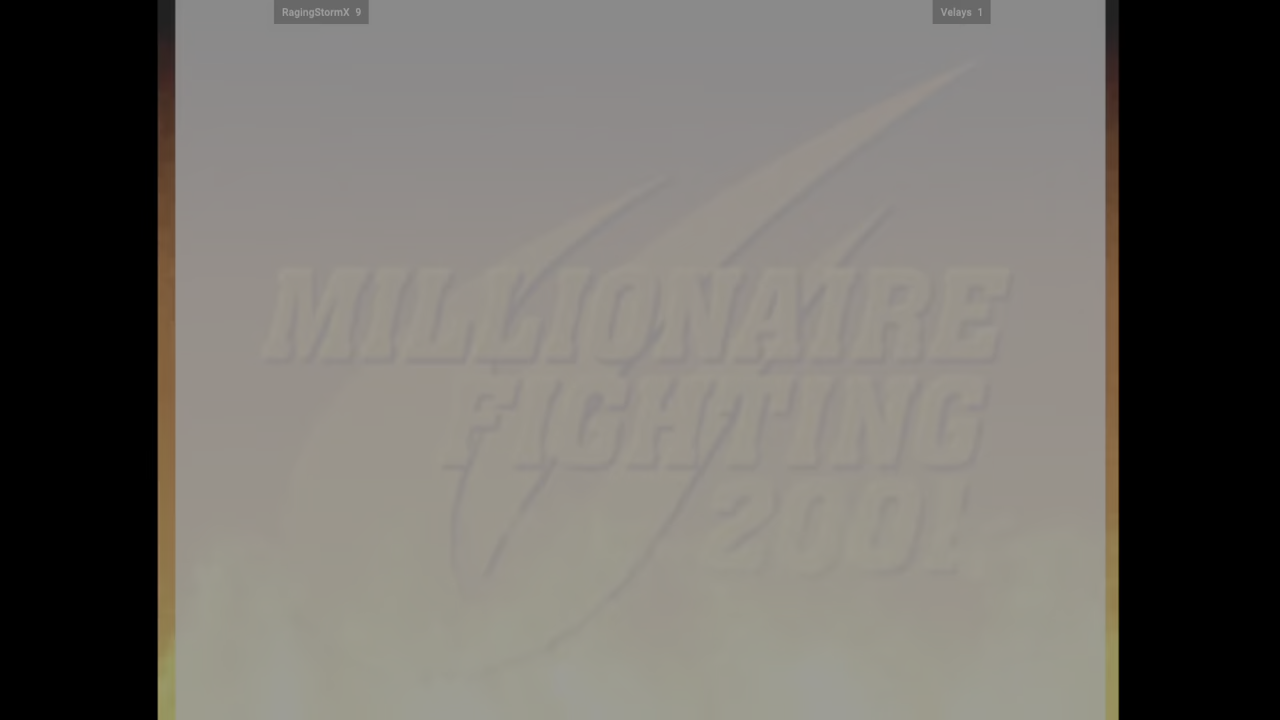 RagingStormX 9
Velays 1
MILLIONAIRE
FIGHTING
2001